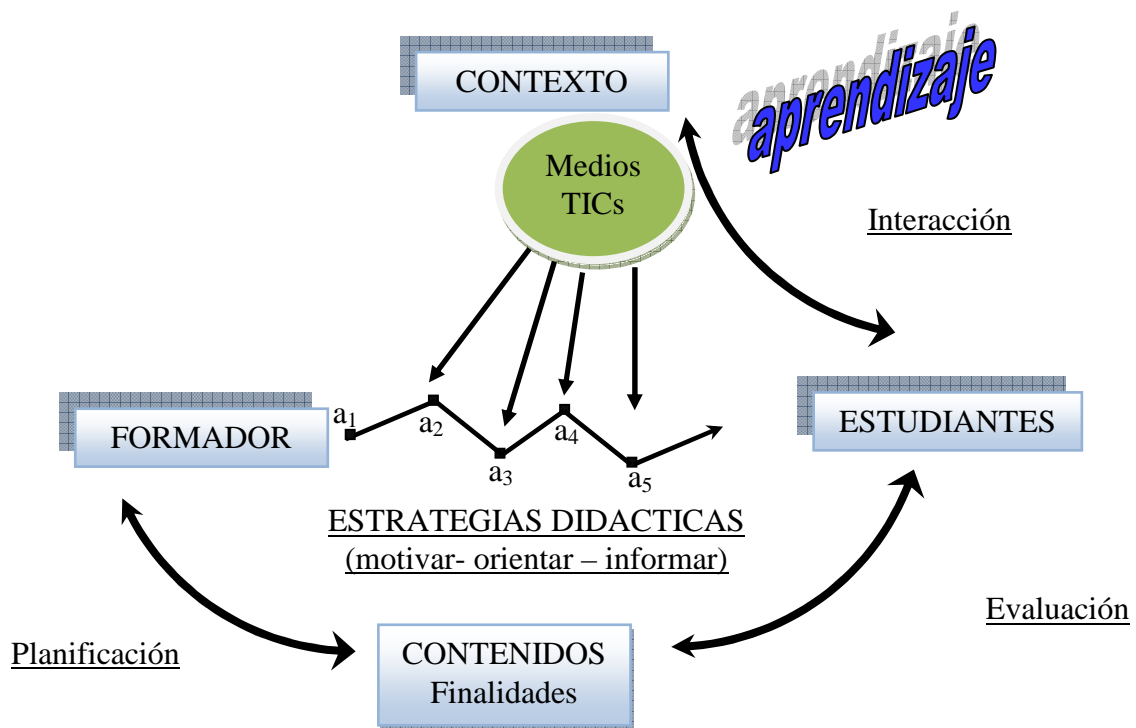 aprendizaje
CONTEXTO
Medios
TICs
Interacción
FORMADOR
a1
a2
a3
a4
a5
ESTUDIANTES
ESTRATEGIAS DIDACTICAS
(motivar- orientar – informar)
Evaluación
Planificación
CONTENIDOS
Finalidades